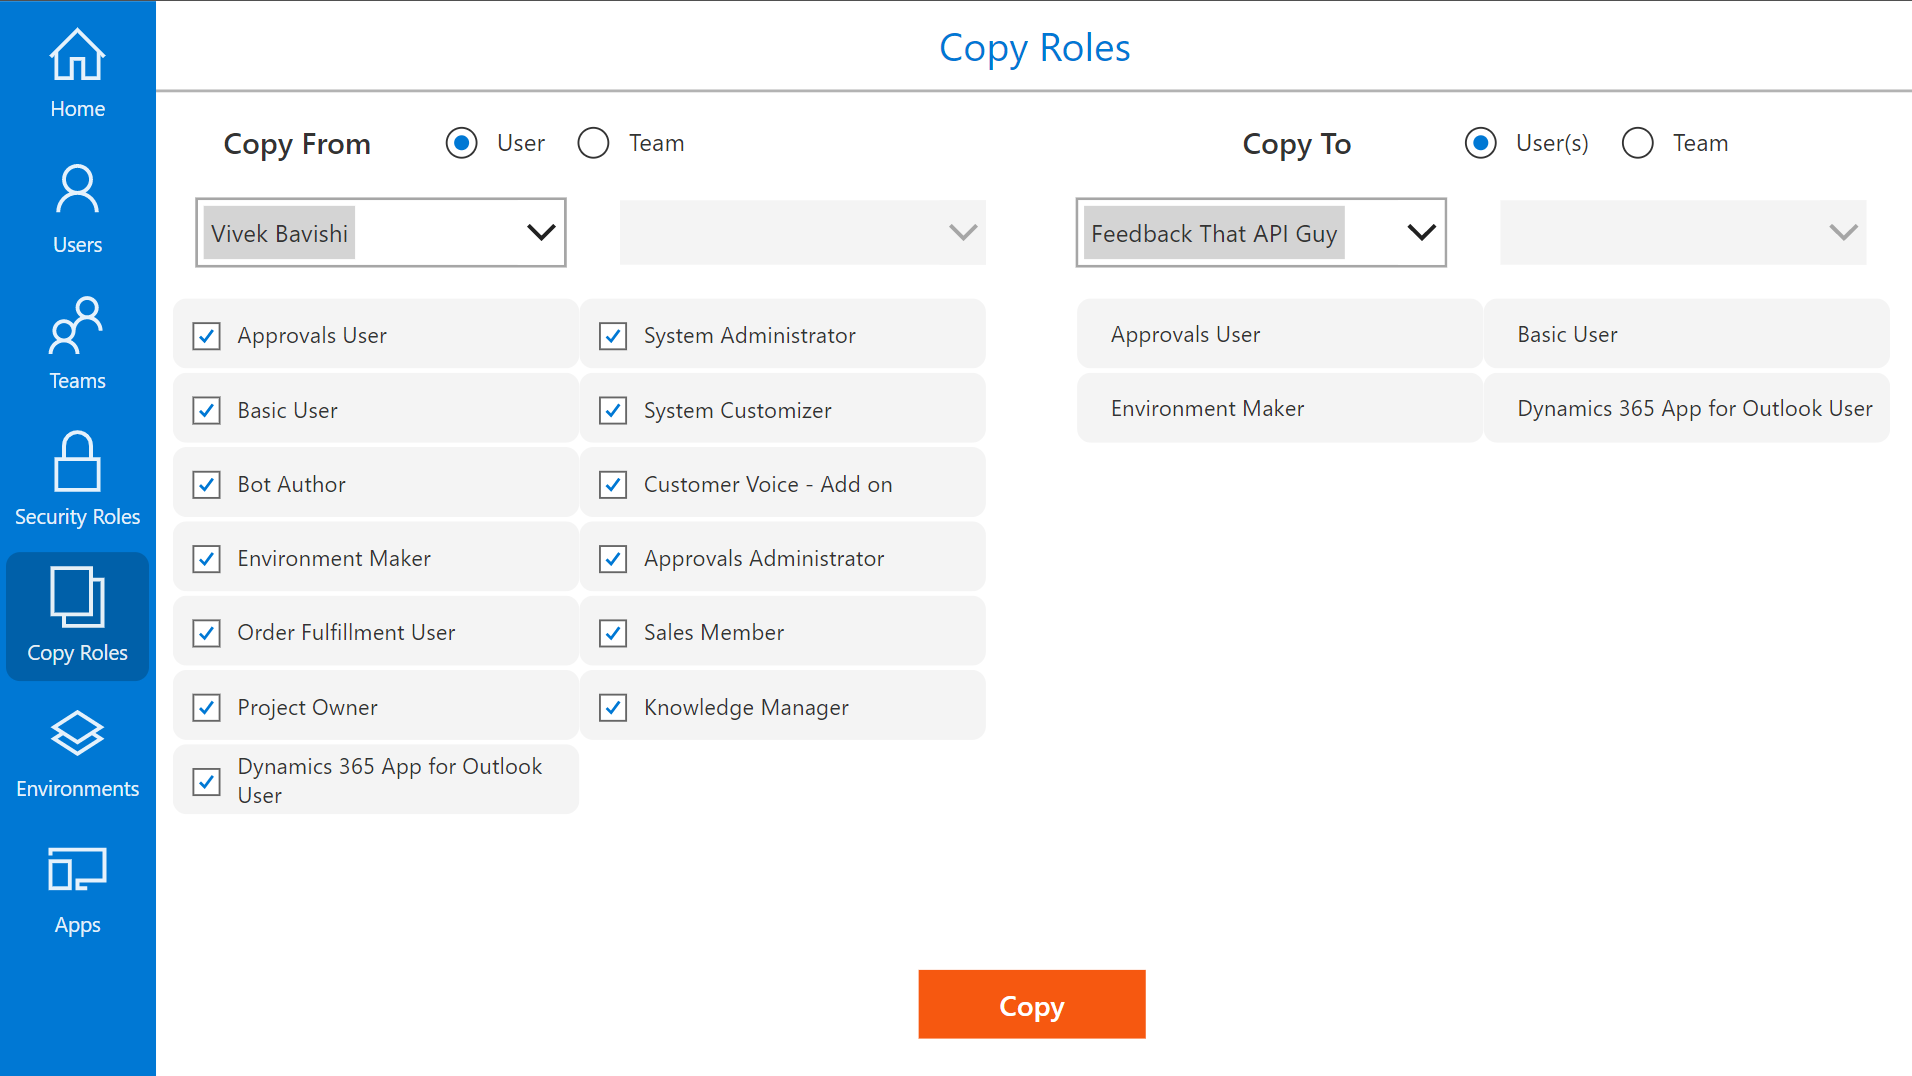 Home
Users
Teams
Security Roles
Copy Roles
Environments
Apps
Copy Roles
Copy From
User
Team
Vivek Bavishi
Approvals User
System Administrator
Basic User
System Customizer
Bot Author
Customer Voice - Add on
Environment Maker
Approvals Administrator
Order Fulfillment User
Sales Member
Project Owner
Knowledge Manager
Dynamics 365 App for Outlook
User
Copy To
User(s)
Team
Feedback That API Guy
Approvals User
Basic User
Environment Maker
Dynamics 365 App for Outlook User
Copy